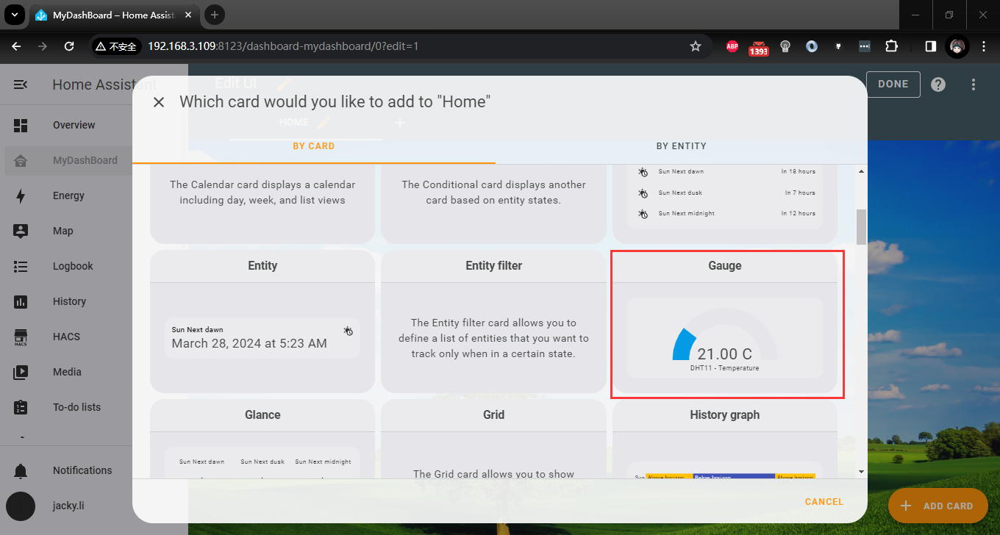 MyDashBoard – Home Assist
不安全
192.168.3.109:8123/dashboard-mydashboard/0?edit=1
ABP
1393
Home Assistant
Edit UI
DONE
Which card would you like to add to "Home"
HOME
BY CARD
BY ENTITY
Overview
MyDashBoard
Energy
Map
Logbook
History
HACS
HACS
Media
To-do lists
Notifications
jacky.li
The Calendar card displays a calendar
including day, week, and list views
The Conditional card displays another
card based on entity states.
Sun Next dawn
In 18 hours
Sun Next dusk
In 7 hours
Sun Next midnight
In 12 hours
Entity
Sun Next dawn
March 28, 2024 at 5:23 AM
Entity filter
The Entity filter card allows you to
define a list of entities that you want to
track only when in a certain state.
Gauge
21.00 C
DHT11 - Temperature
Glance
Sun Next dawn
Sun Next dusk
Sun Next midnight
Grid
The Grid card allows you to show
History graph
Sun
Above horizon
Below horizon
Above horizon
CANCEL
ADD CARD